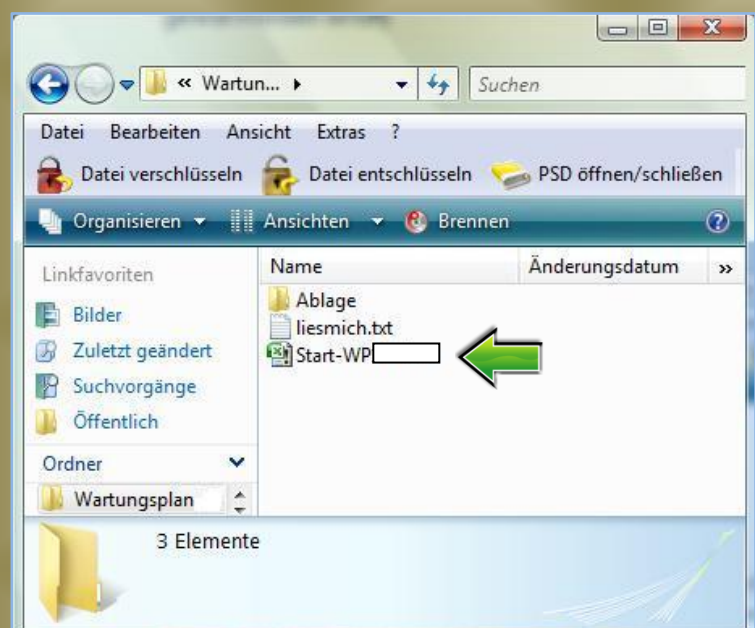 « Wartun...
Suchen
Datei Bearbeiten Ansicht Extras ?
Datei verschlüsseln Datei entschlüsseln PSD öffnen/schließen
Organisieren Ansichten Brennen ?
Linkfavoriten
Bilder
Zuletzt geändert
Suchvorgänge
Öffentlich
Ordner
Wartungsplan
Name Änderungsdatum »
Ablage
liesmich.txt
Start-WP
3 Elemente